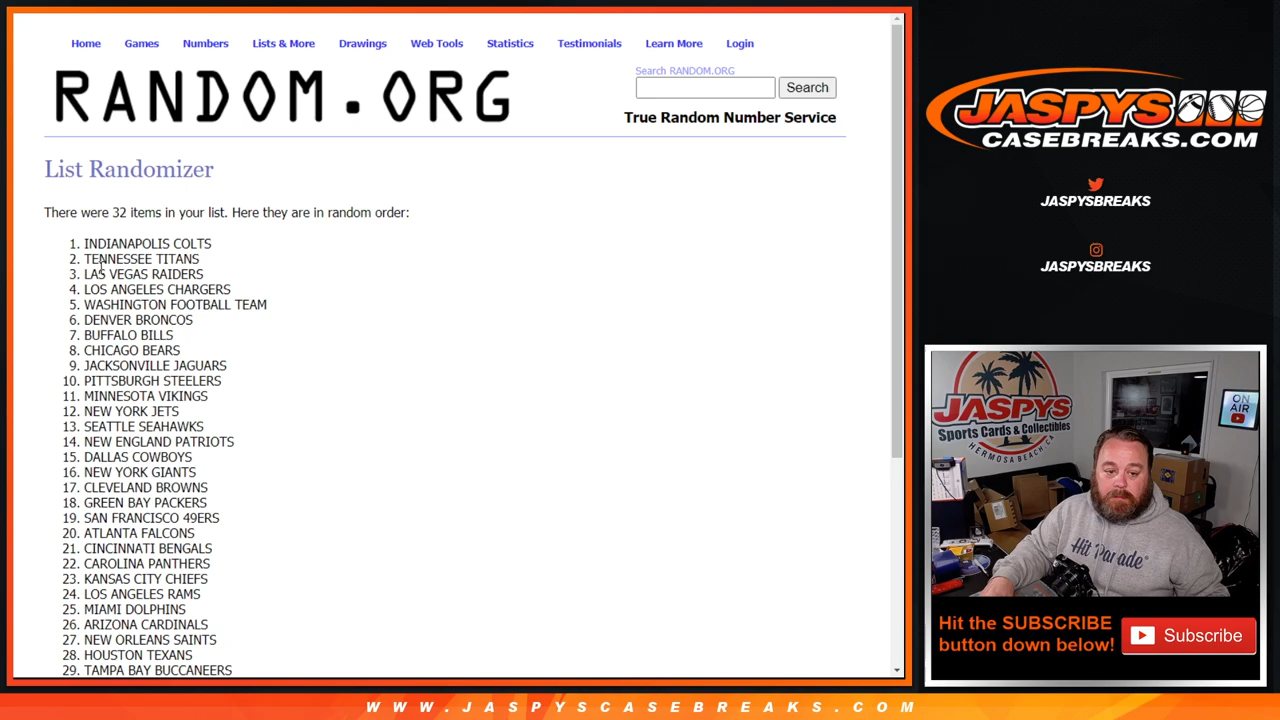 Home Games Numbers Lists & More Drawings Web Tools Statistics Testimonials Learn More Login
RANDOM.ORG
Search RANDOM.ORG
Search
True Random Number Service
List Randomizer
There were 32 items in your list. Here they are in random order:
1. INDIANAPOLIS COLTS
2. TENNESSEE TITANS
3. LAS VEGAS RAIDERS
4. LOS ANGELES CHARGERS
5. WASHINGTON FOOTBALL TEAM
6. DENVER BRONCOS
7. BUFFALO BILLS
8. CHICAGO BEARS
9. JACKSONVILLE JAGUARS
10. PITTSBURGH STEELERS
11. MINNESOTA VIKINGS
12. NEW YORK JETS
13. SEATTLE SEAHAWKS
14. NEW ENGLAND PATRIOTS
15. DALLAS COWBOYS
16. NEW YORK GIANTS
17. CLEVELAND BROWNS
18. GREEN BAY PACKERS
19. SAN FRANCISCO 49ERS
20. ATLANTA FALCONS
21. CINCINNATI BENGALS
22. CAROLINA PANTHERS
23. KANSAS CITY CHIEFS
24. LOS ANGELES RAMS
25. MIAMI DOLPHINS
26. ARIZONA CARDINALS
27. NEW ORLEANS SAINTS
28. HOUSTON TEXANS
29. TAMPA BAY BUCCANEERS
JASPYS
CASEBREAKS.COM
JASPYSBREAKS
JASPYSBREAKS
JASPYS
Sports Cards & Collectibles
HERMOSA BEACH, CA
ON
AIR
Hit Parade
Hit the SUBSCRIBE
button down below!
Subscribe
WWW.JASPYSCASEBREAKS.COM